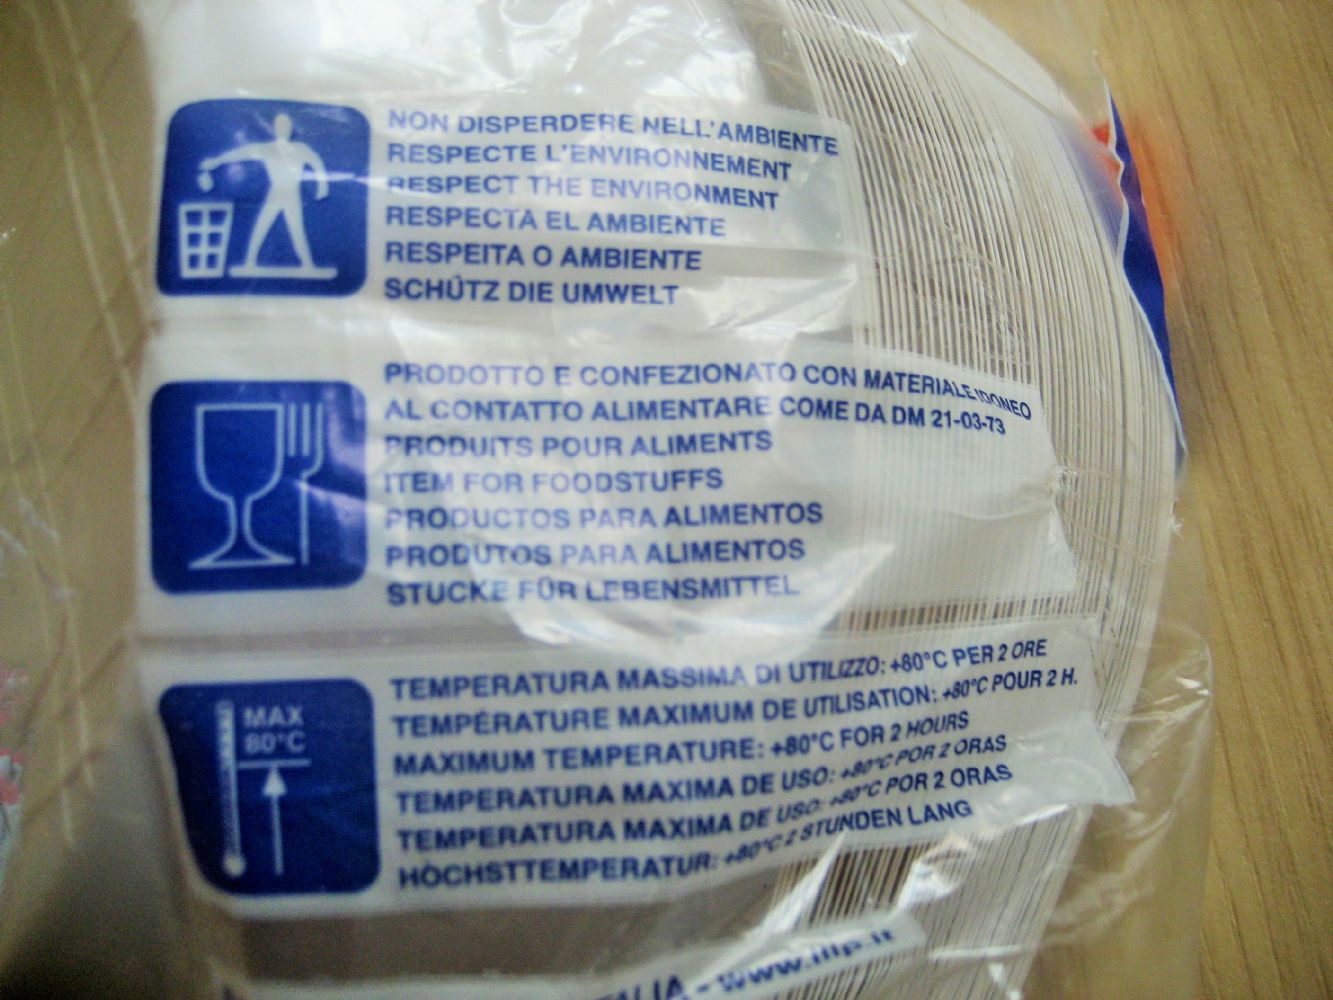 NON DISPERDERE NELL'AMBIENTE
RESPECTE L'ENVIRONNEMENT
RESPECT THE ENVIRONMENT
RESPECTA EL AMBIENTE
RESPEITA O AMBIENTE
SCHÜTZ DIE UMWELT
PRODOTTO E CONFEZIONATO CON MATERIALE IDONEO
AL CONTATTO ALIMENTARE COME DA DM 21-03-73
PRODUITS POUR ALIMENTS
ITEM FOR FOODSTUFFS
PRODUCTOS PARA ALIMENTOS
PRODUTOS PARA ALIMENTOS
STUCKE FÜR LEBENSMITTEL
MAX
80°C
TEMPERATURA MASSIMA DI UTILIZZO: +80°C PER 2 ORE
TEMPÉRATURE MAXIMUM DE UTILISATION: +80°C POUR 2 H.
MAXIMUM TEMPERATURE: +80°C FOR 2 HOURS
TEMPERATURA MAXIMA DE USO: +80°C POR 2 ORAS
TEMPERATURA MAXIMA DE USO: +80°C POR 2 ORAS
HÖCHSTTEMPERATUR: +80°C 2 STUNDEN LANG